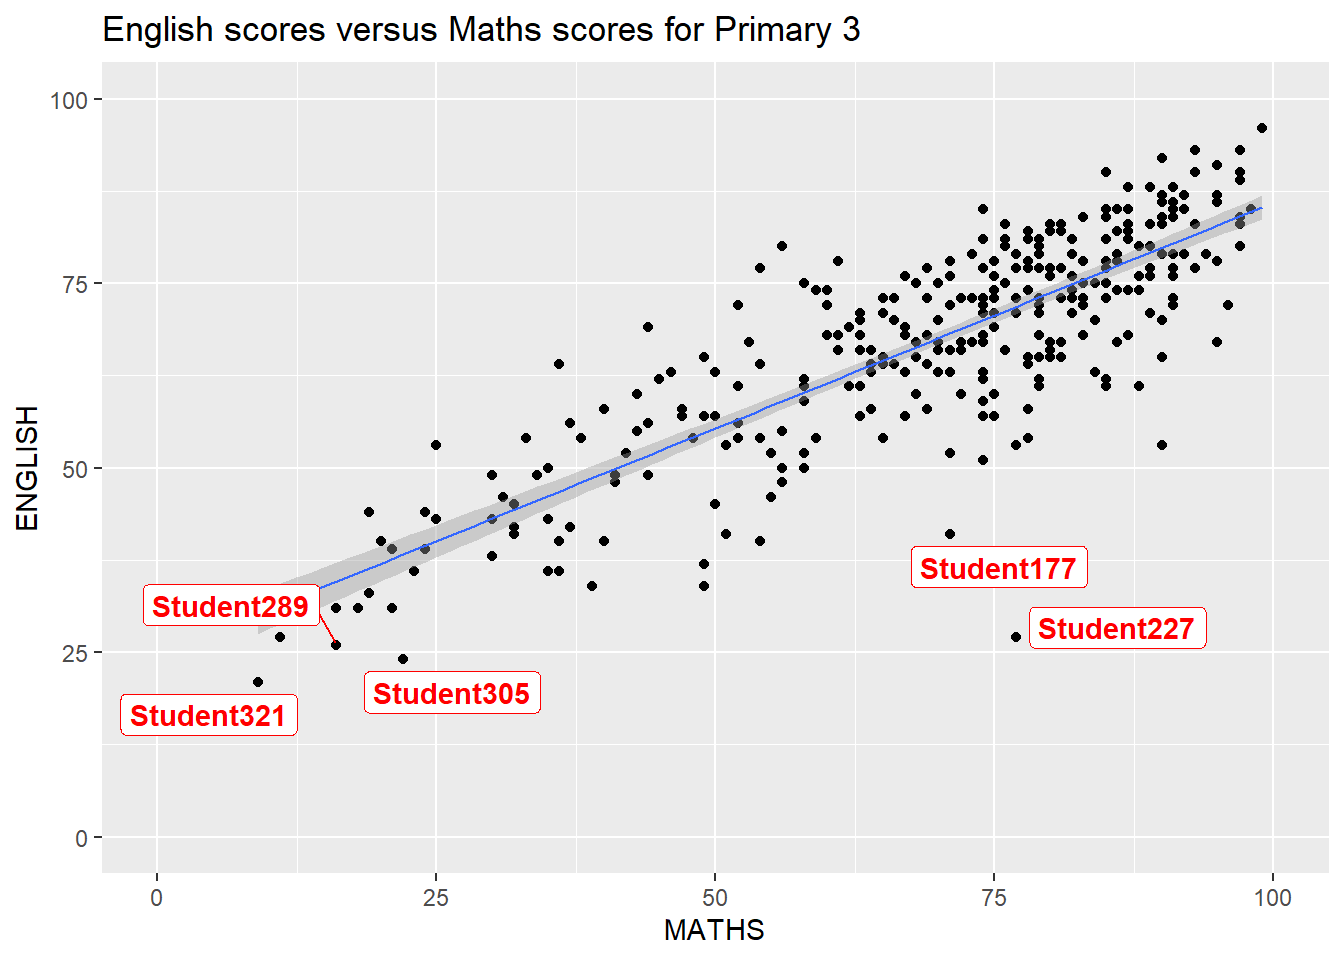 English scores versus Maths scores for Primary 3
ENGLISH
100
75
50
25
0
Student177
Student289
Student227
Student305
Student321
0 25 50 75 100
MATHS